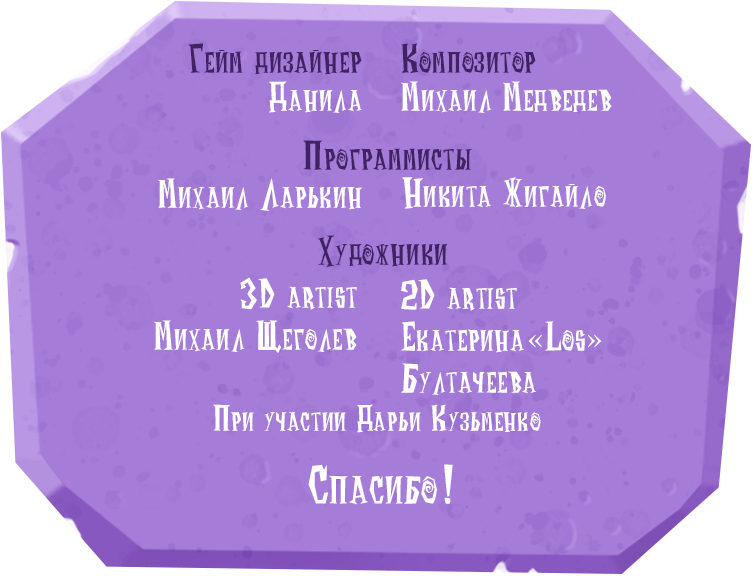 Гейм дизайнер Композитор
Данила Михаил Медведев
Программисты
Михаил Ларькин Никита Жигайло
Художники
3D artist 2D artist
Михаил Щеголев Екатерина «Los»
Булатчеева
При участии Дарьи Кузьменко
Спасибо!